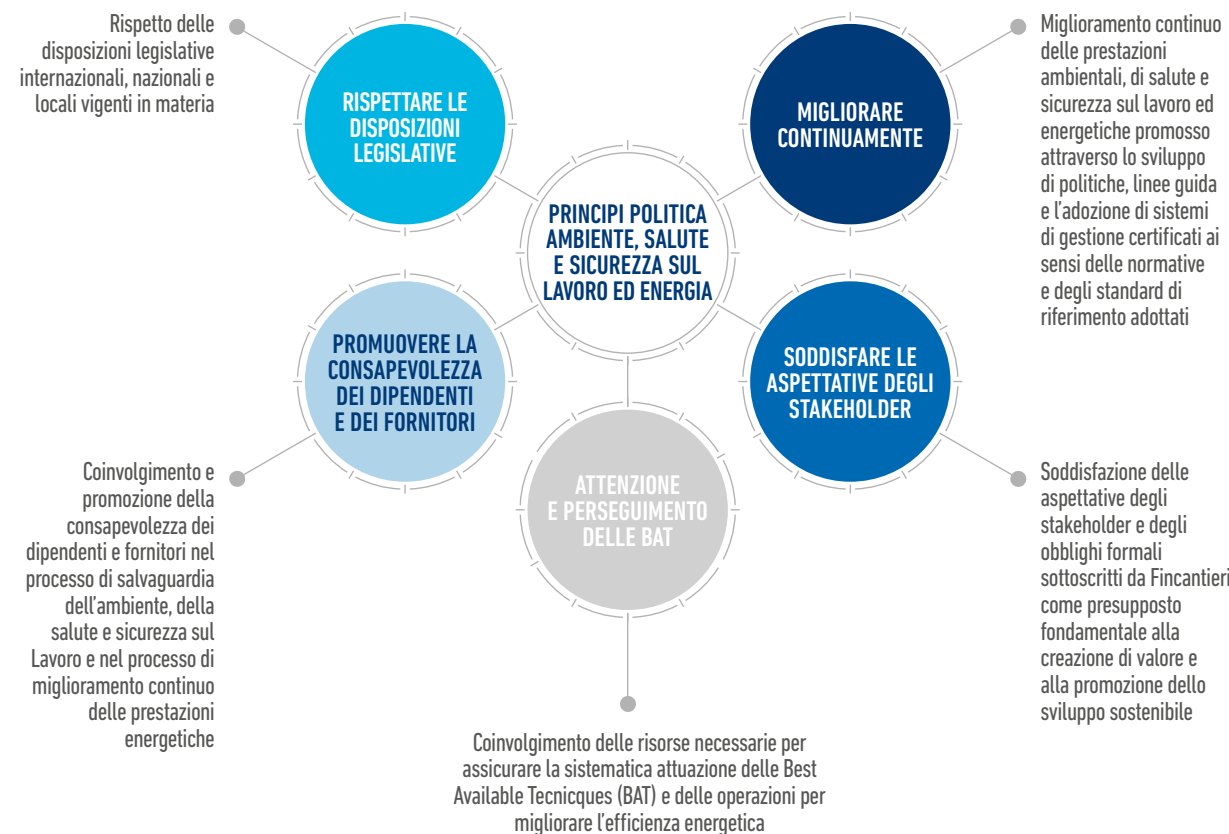 Rispetto delle
disposizioni legislative
internazionali, nazionali e
locali vigenti in materia
RISPETTARE LE
DISPOSIZIONI
LEGISLATIVE
MIGLIORARE
CONTINUAMENTE
Miglioramento continuo
delle prestazioni
ambientali, di salute e
sicurezza sul lavoro ed
energetiche promosso
attraverso lo sviluppo
di politiche, linee guida
e l'adozione di sistemi
di gestione certificati ai
sensi delle normative
e degli standard di
riferimento adottati
PRINCIPI POLITICA
AMBIENTE, SALUTE
E SICUREZZA SUL
LAVORO ED ENERGIA
PROMUOVERE LA
CONSAPEVOLEZZA
DEI DIPENDENTI
E DEI FORNITORI
SODDISFARE LE
ASPETTATIVE DEGLI
STAKEHOLDER
Coinvolgimento e
promozione della
consapevolezza dei
dipendenti e fornitori nel
processo di salvaguardia
dell'ambiente, della
salute e sicurezza sul
Lavoro e nel processo di
miglioramento continuo
delle prestazioni
energetiche
ATTENZIONE
E PERSEGUIMENTO
DELLE BAT
Soddisfazione delle
aspettative degli
stakeholder e degli
obblighi formali
sottoscritti da Fincantieri
come presupposto
fondamentale alla
creazione di valore e
alla promozione dello
sviluppo sostenibile
Coinvolgimento delle risorse necessarie per
assicurare la sistematica attuazione delle Best
Available Tecnicques (BAT) e delle operazioni per
migliorare l'efficienza energetica